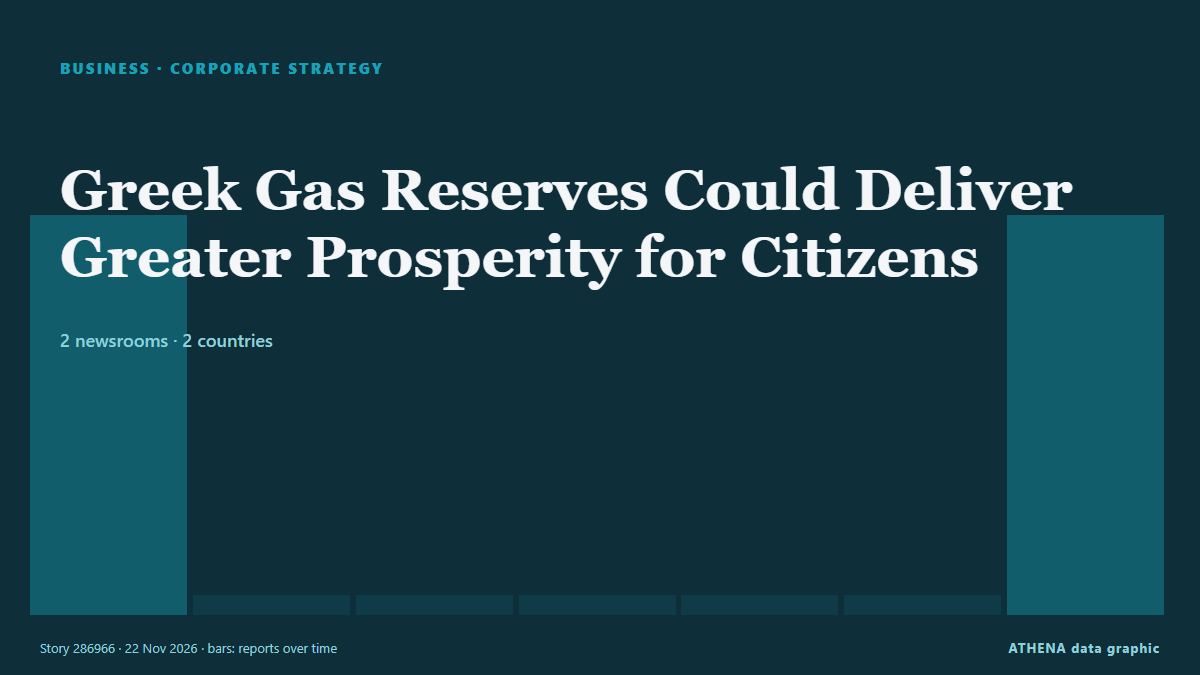 BUSINESS · CORPORATE STRATEGY
Greek Gas Reserves Could Deliver
Greater Prosperity for Citizens
2 newsrooms · 2 countries
Story 286966 · 22 Nov 2026 · bars: reports over time
ATHENA data graphic